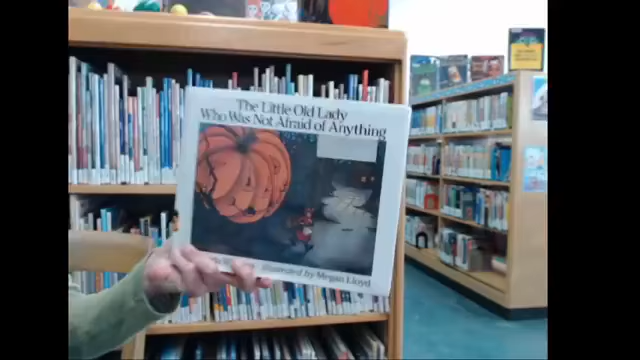 The Little Old Lady
Who Was Not Afraid of Anything
illustrated by Megan Lloyd